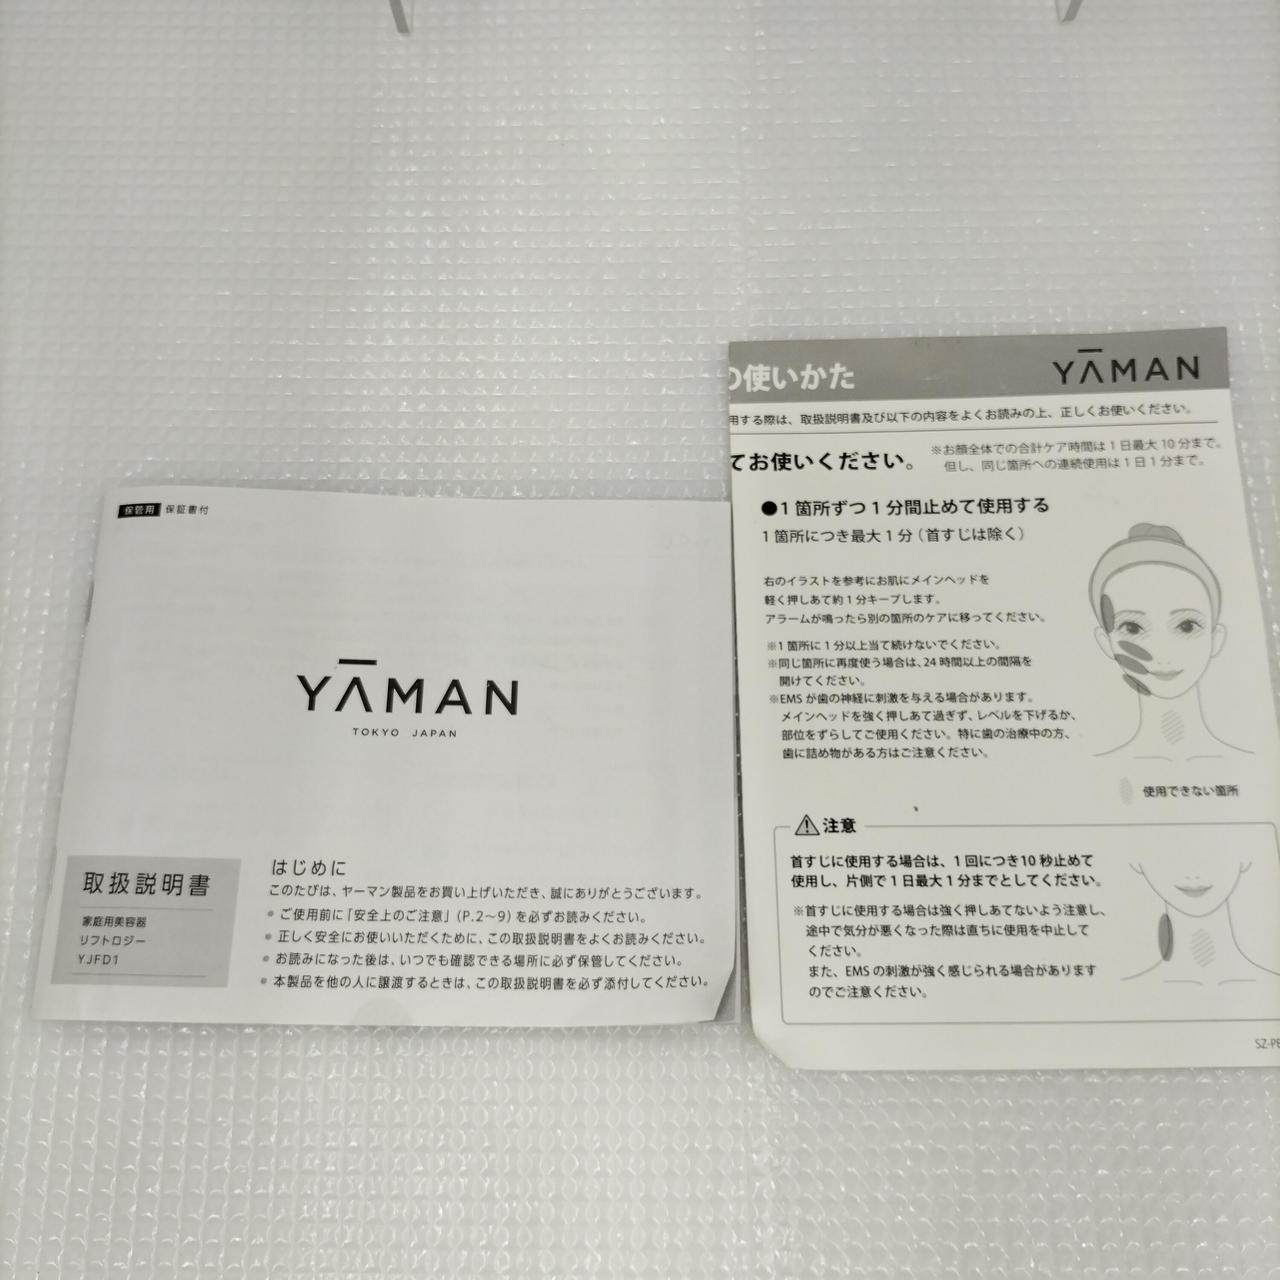 保管用 保証書付
YAMAN
TOKYO JAPAN
取扱説明書
家庭用美容器
リフトロジー
YJFD1
はじめに
このたびは、ヤーマン製品をお買い上げいただき、誠にありがとうございます。
● ご使用前に「安全上のご注意」(P.2～9)を必ずお読みください。
● 正しく安全にお使いいただくために、この取扱説明書をよくお読みください。
● お読みになった後は、いつでも確認できる場所に必ず保管してください。
● 本製品を他の人に譲渡するときは、この取扱説明書を必ず添付してください。
の使いかた
YAMAN
用する際は、取扱説明書及び以下の内容をよくお読みの上、正しくお使いください。
てお使いください。
※お顔全体での合計ケア時間は1日最大10分まで。
但し、同じ箇所への連続使用は1日1分まで。
●1箇所ずつ1分間止めて使用する
1箇所につき最大1分（首すじは除く）
右のイラストを参考にお肌にメインヘッドを
軽く押しあて約1分キープします。
アラームが鳴ったら別の箇所のケアに移ってください。
※1箇所に1分以上当て続けないでください。
※同じ箇所に再度使う場合は、24時間以上の間隔を
開けてください。
※EMSが歯の神経に刺激を与える場合があります。
メインヘッドを強く押しあて過ぎず、レベルを下げるか、
部位をずらしてご使用ください。特に歯の治療中の方、
歯に詰め物がある方はご注意ください。
使用できない箇所
注意
首すじに使用する場合は、1回につき10秒止めて
使用し、片側で1日最大1分までとしてください。
※首すじに使用する場合は強く押しあてないよう注意し、
途中で気分が悪くなった際は直ちに使用を中止して
ください。
また、EMSの刺激が強く感じられる場合があります
のでご注意ください。